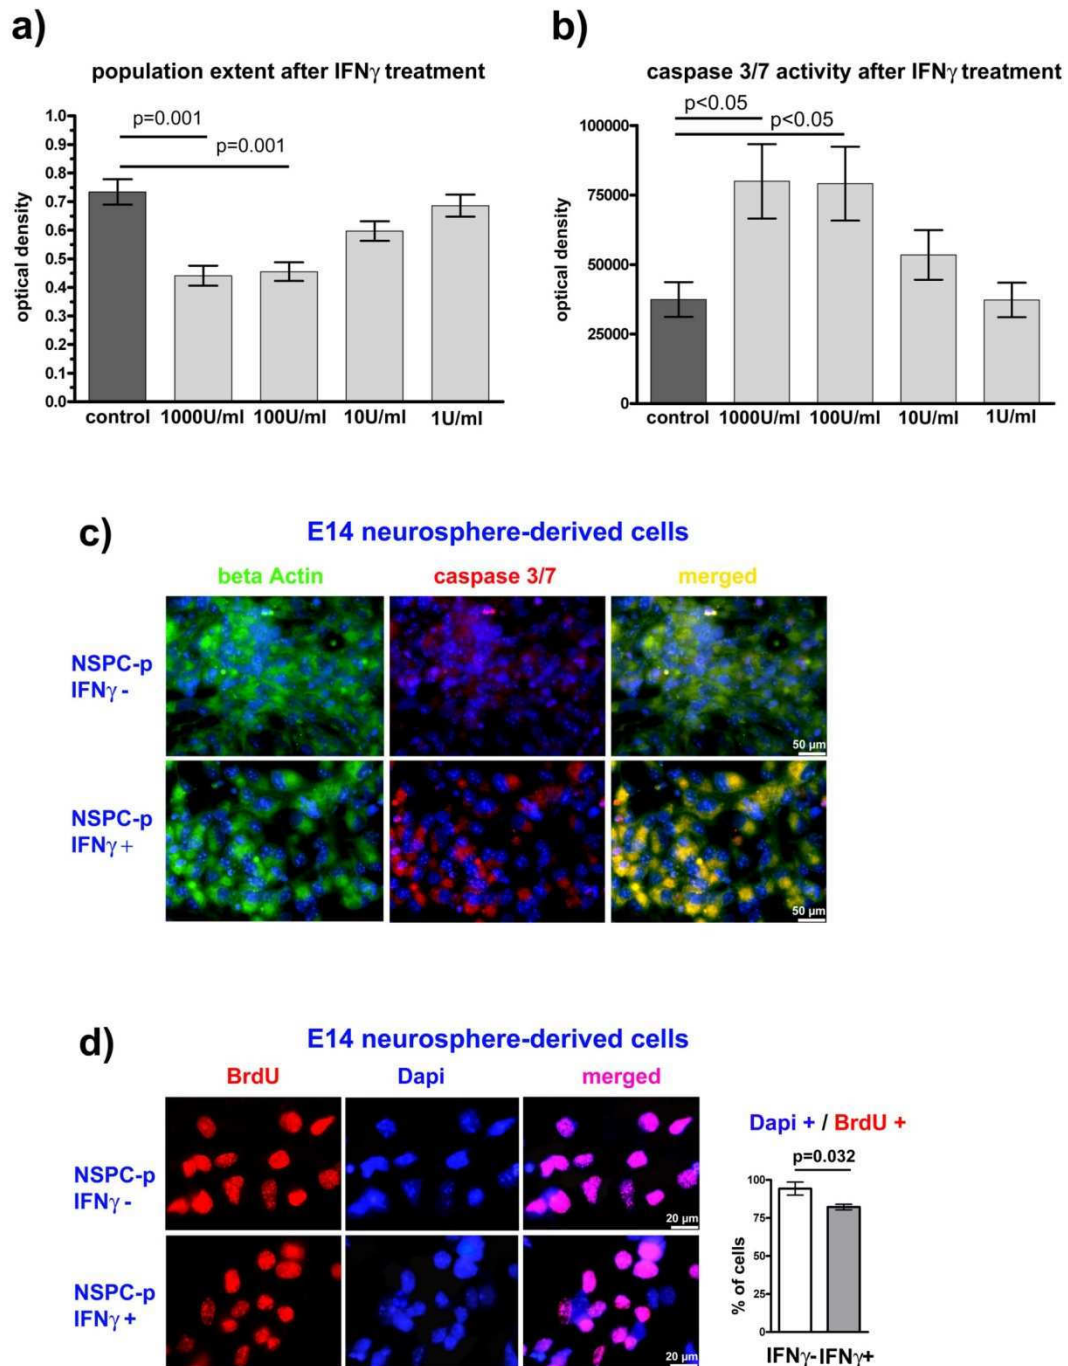 a)
population extent after IFNγ treatment
p=0.001
p=0.001
optical density
1.0
0.9
0.8
0.7
0.6
0.5
0.4
0.3
0.2
0.1
0.0
control 1000U/ml 100U/ml 10U/ml 1U/ml
b)
caspase 3/7 activity after IFNγ treatment
p<0.05
p<0.05
optical density
100000
75000
50000
25000
0
control 1000U/ml 100U/ml 10U/ml 1U/ml
c)
E14 neurosphere-derived cells
beta Actin caspase 3/7 merged
NSPC-p
IFNγ -
50 µm
NSPC-p
IFNγ +
50 µm
d)
E14 neurosphere-derived cells
BrdU Dapi merged
NSPC-p
IFNγ -
20 µm
NSPC-p
IFNγ +
20 µm
Dapi + / BrdU +
p=0.032
% of cells
100
75
50
25
0
IFNγ- IFNγ+